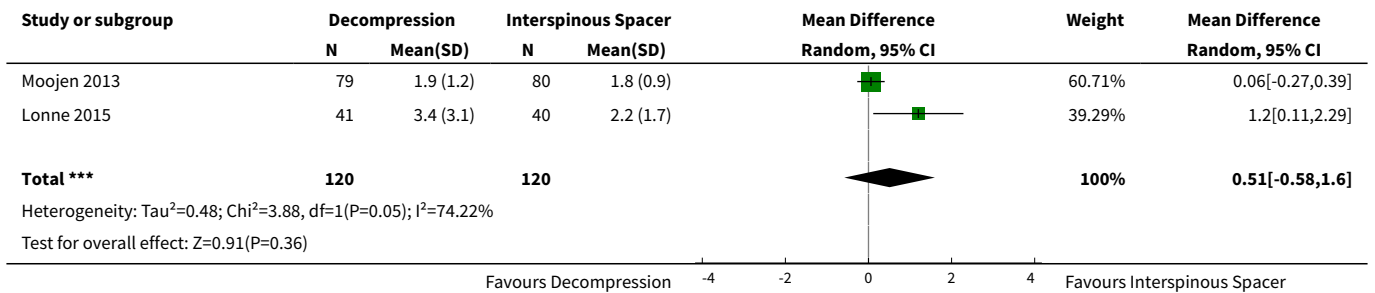 Study or subgroup Decompression Interspinous Spacer Mean Difference Weight Mean Difference
N Mean(SD) N Mean(SD) Random, 95% CI Random, 95% CI
Moojen 2013 79 1.9 (1.2) 80 1.8 (0.9) 60.71% 0.06[-0.27,0.39]
Lonne 2015 41 3.4 (3.1) 40 2.2 (1.7) 39.29% 1.2[0.11,2.29]
Total *** 120 120 100% 0.51[-0.58,1.6]
Heterogeneity: Tau²=0.48; Chi²=3.88, df=1(P=0.05); I²=74.22%
Test for overall effect: Z=0.91(P=0.36)
Favours Decompression -4 -2 0 2 4 Favours Interspinous Spacer